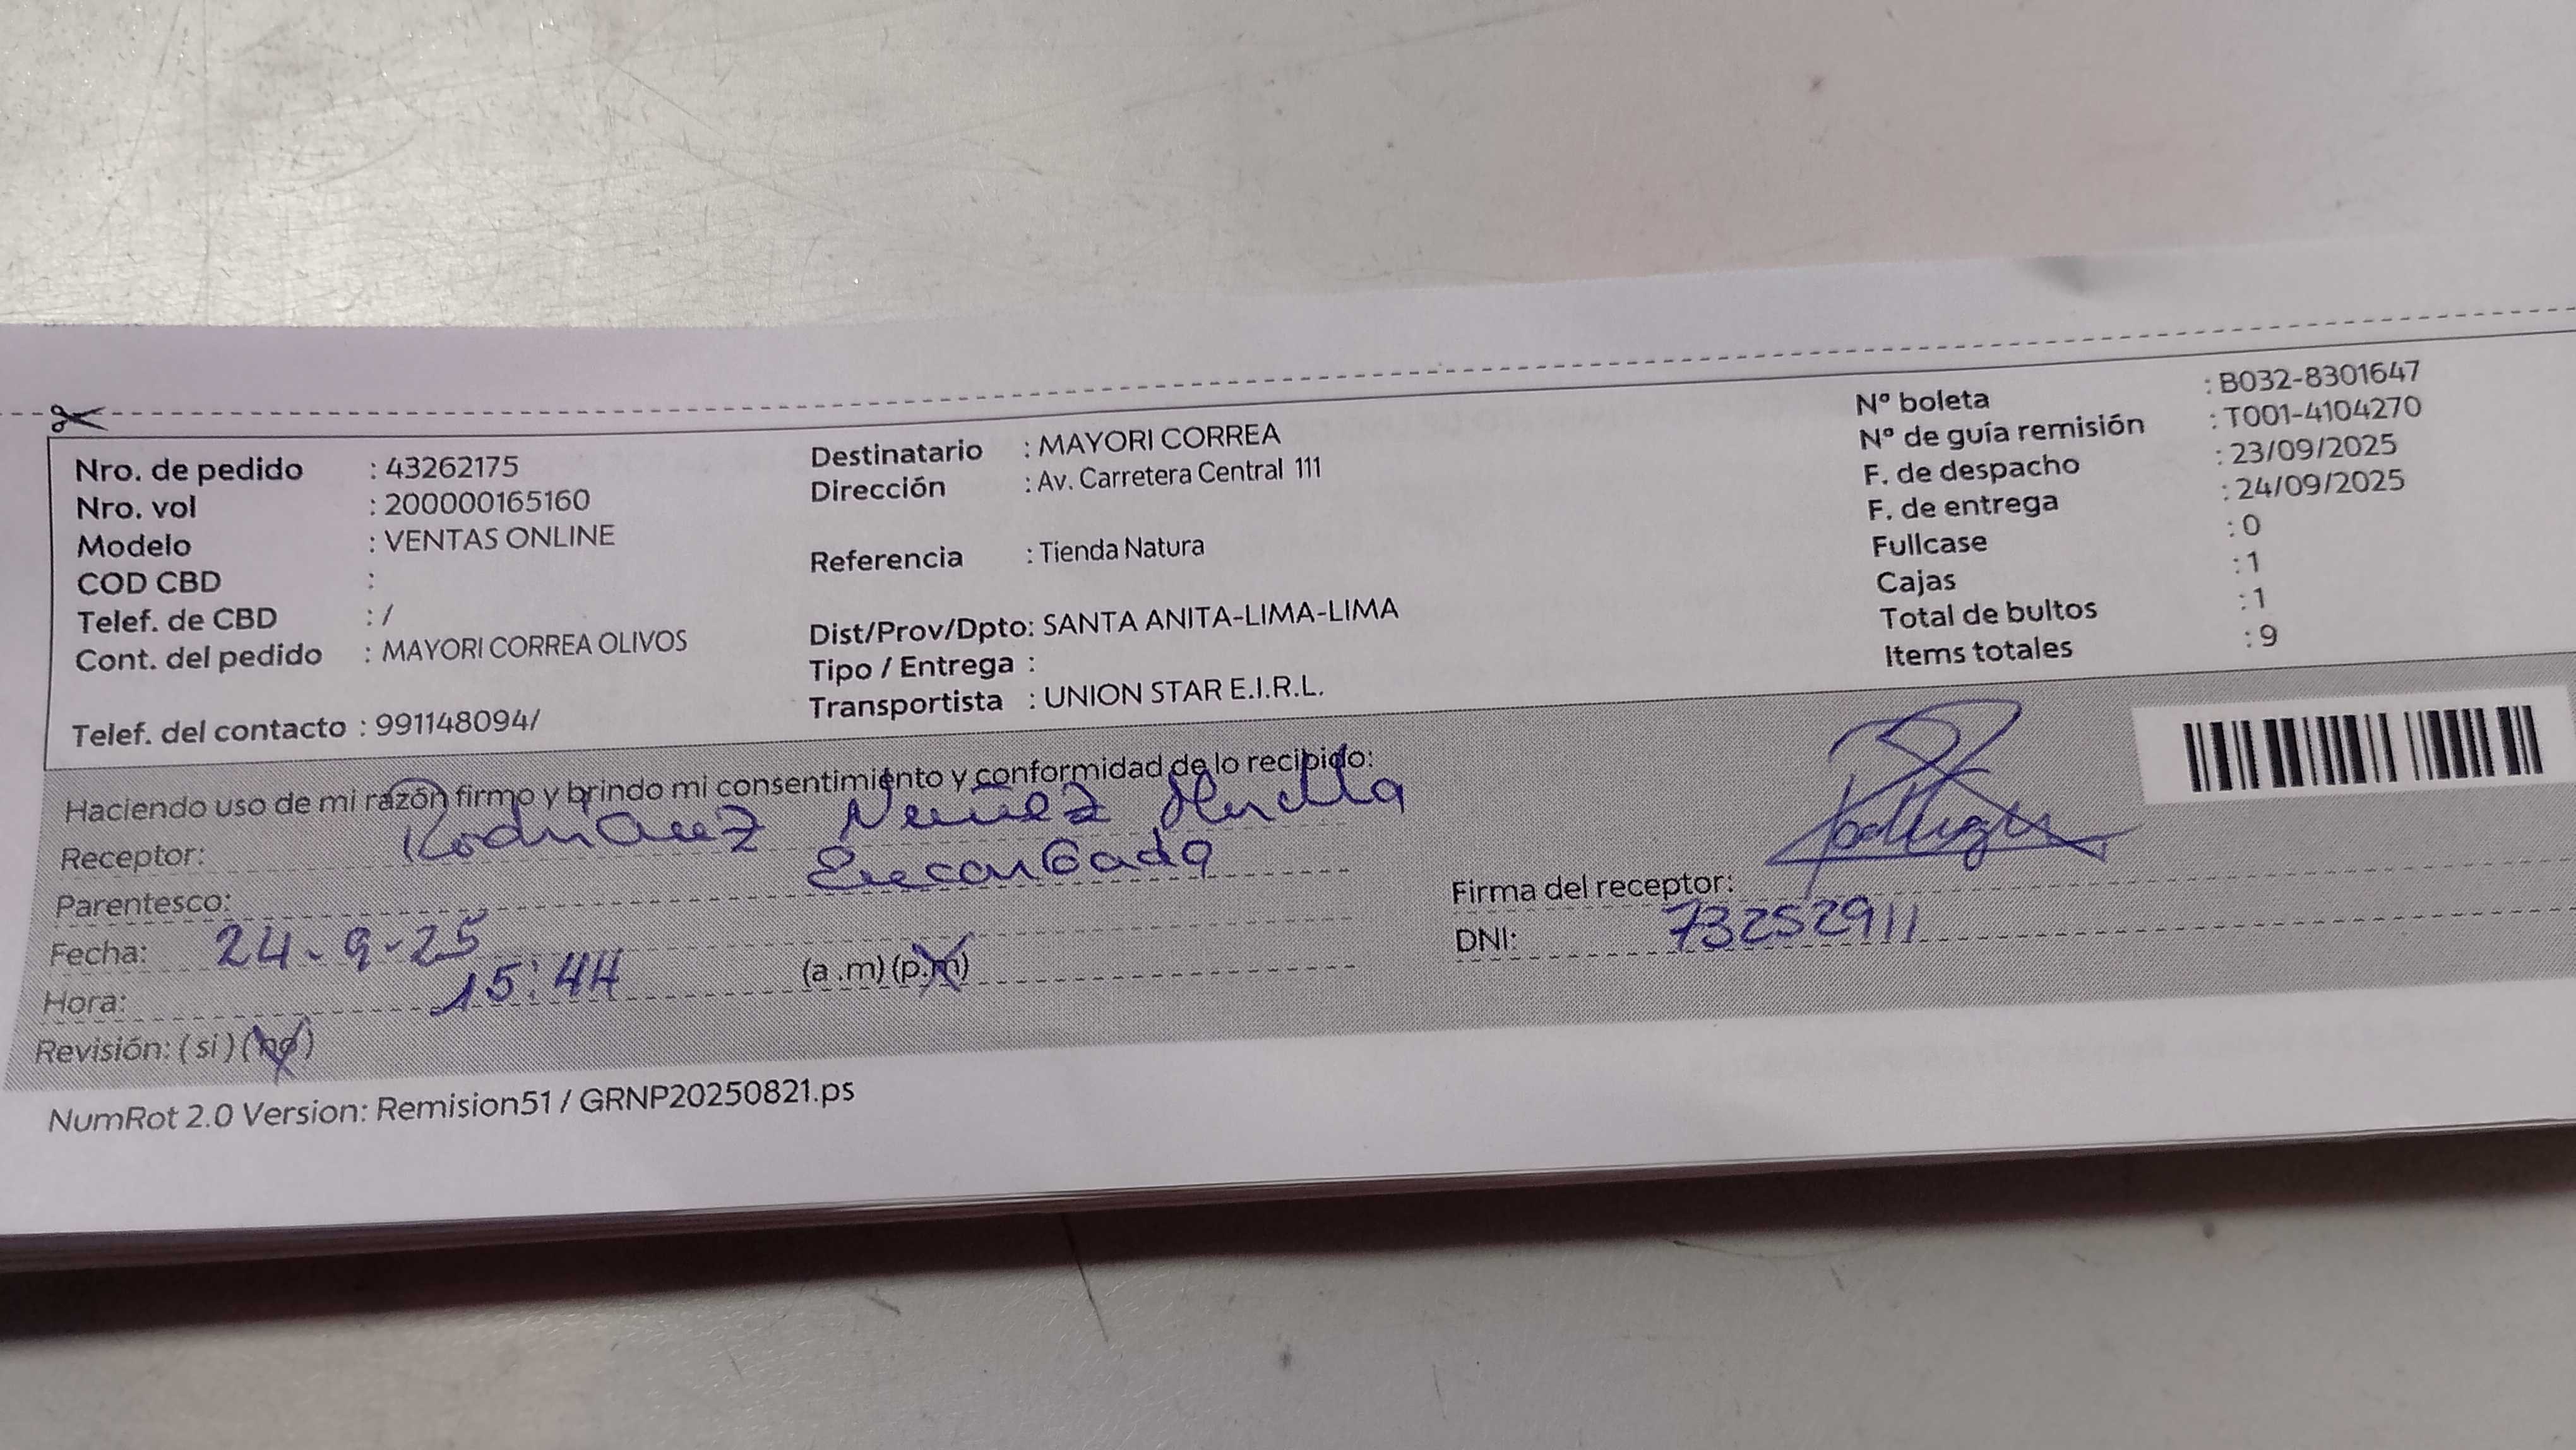 Nro. de pedido : 43262175
Nro. vol : 200000165160
Modelo : VENTAS ONLINE
COD CBD :
Telef. de CBD : /
Cont. del pedido : MAYORI CORREA OLIVOS
Telef. del contacto : 991148094/
Destinatario : MAYORI CORREA
Dirección : Av. Carretera Central 111
Referencia : Tienda Natura
Dist/Prov/Dpto: SANTA ANITA-LIMA-LIMA
Tipo / Entrega :
Transportista : UNION STAR E.I.R.L.
Nº boleta : B032-8301647
Nº de guía remisión : T001-4104270
F. de despacho : 23/09/2025
F. de entrega : 24/09/2025
Fullcase : 0
Cajas : 1
Total de bultos : 1
Items totales : 9
Haciendo uso de mi razón firmo y brindo mi consentimiento y conformidad de lo recibido:
Receptor: Rodriguez
Parentesco: Encargada
Fecha: 24-9-25
Hora: 15:44 (a.m)(p.m)
Revisión: (si)(no)
Firma del receptor:
DNI: 73252911
NumRot 2.0 Version: Remision51 / GRNP20250821.ps